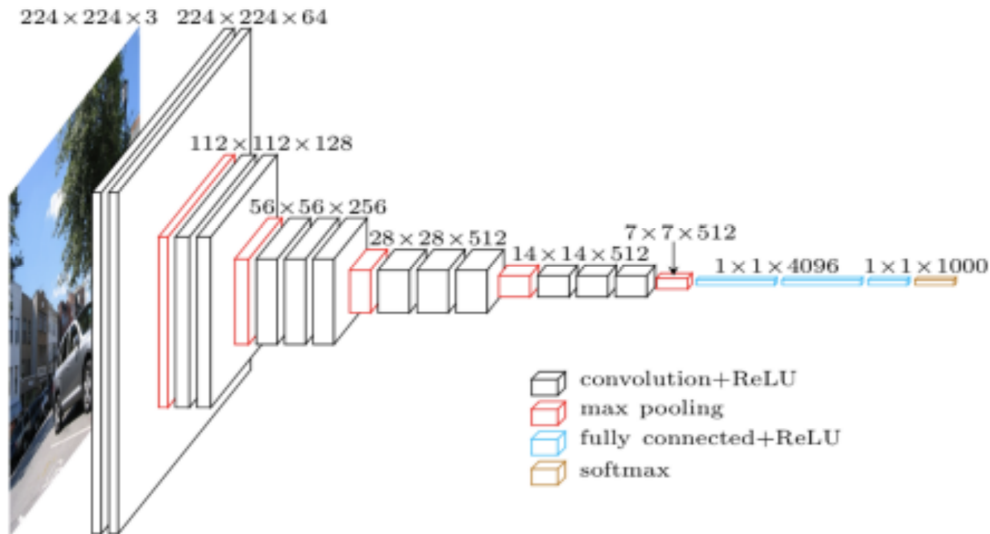 224×224×3
224×224×64
112×112×128
56×56×256
28×28×512
14×14×512
7×7×512
1×1×4096
1×1×1000
convolution+ReLU
max pooling
fully connected+ReLU
softmax